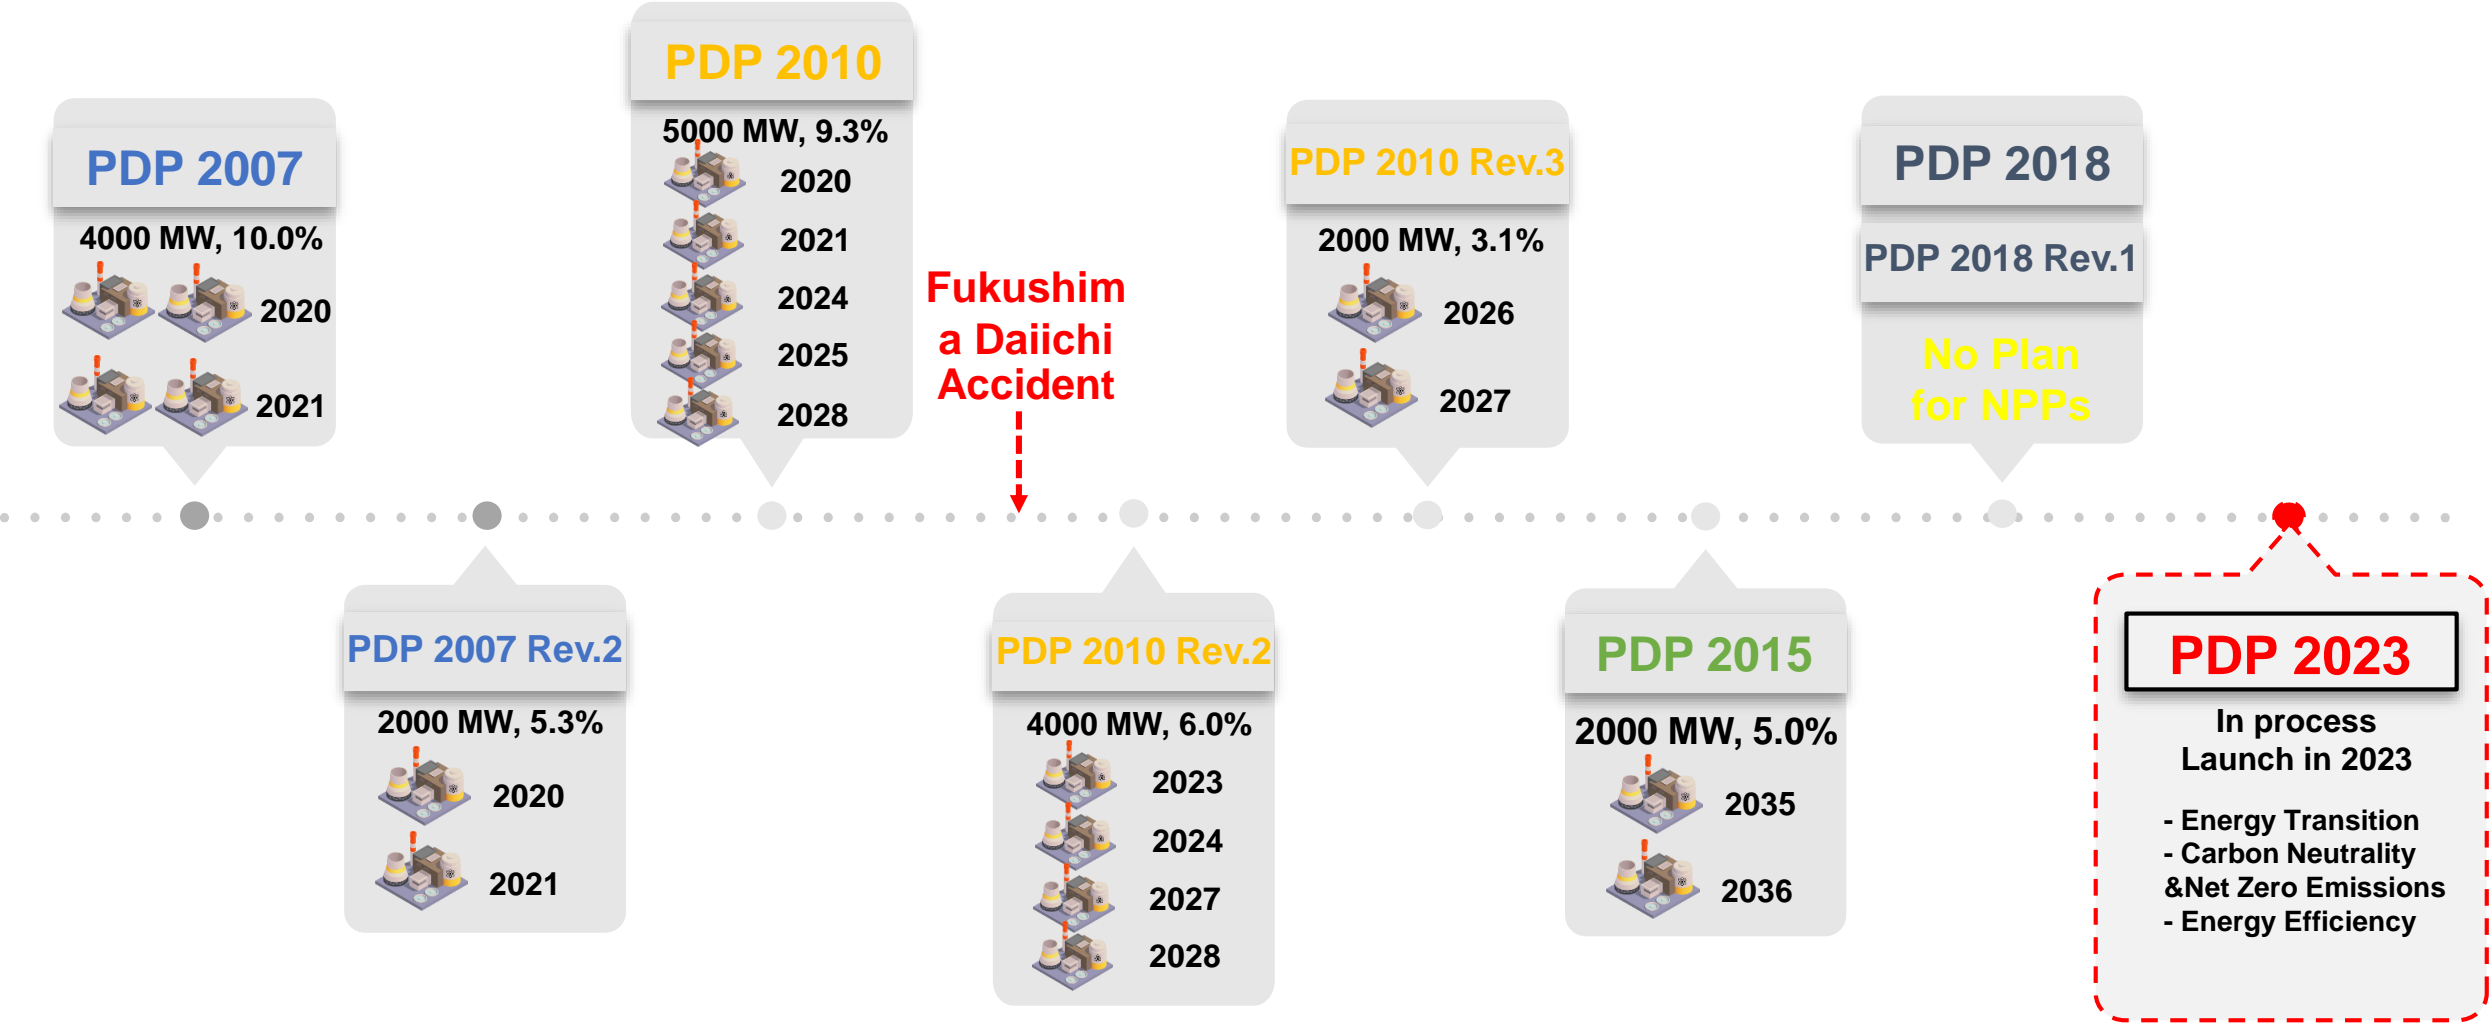 PDP 2007
4000 MW, 10.0%
2020
2021
PDP 2007 Rev.2
2000 MW, 5.3%
2020
2021
PDP 2010
5000 MW, 9.3%
2020
2021
2024
2025
2028
Fukushim
a Daiichi
Accident
PDP 2010 Rev.2
4000 MW, 6.0%
2023
2024
2027
2028
PDP 2010 Rev.3
2000 MW, 3.1%
2026
2027
PDP 2015
2000 MW, 5.0%
2035
2036
PDP 2018
PDP 2018 Rev.1
No Plan
for NPPs
PDP 2023
In process
Launch in 2023
- Energy Transition
- Carbon Neutrality
&Net Zero Emissions
- Energy Efficiency